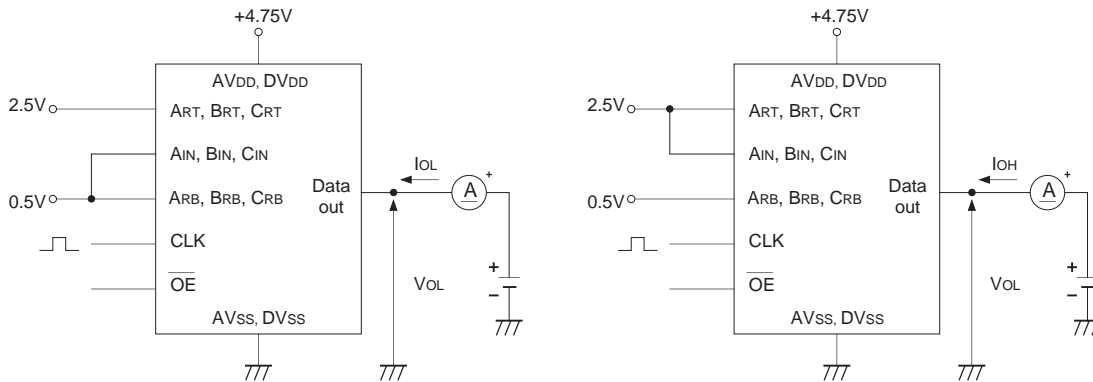 +4.75V
AVDD, DVDD
2.5V
ART, BRT, CRT
AIN, BIN, CIN
IOL
A
+
Data
out
0.5V
ARB, BRB, CRB
CLK
OE
VOL
+
−
AVSS, DVSS
+4.75V
AVDD, DVDD
2.5V
ART, BRT, CRT
AIN, BIN, CIN
IOH
A
+
Data
out
0.5V
ARB, BRB, CRB
CLK
OE
VOL
+
−
AVSS, DVSS